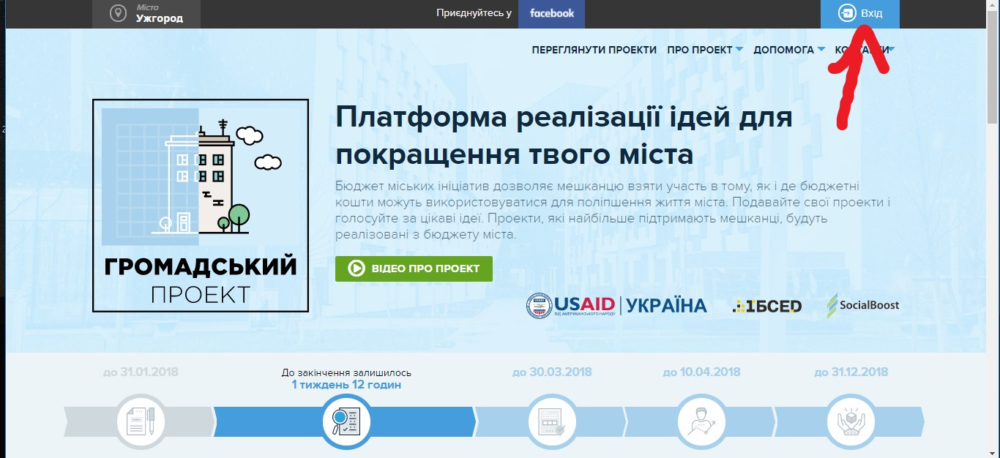 Місто
Ужгород
Приєднуйтесь у facebook
Вхід
ПЕРЕГЛЯНУТИ ПРОЕКТИ ПРО ПРОЕКТ ДОПОМОГА
Платформа реалізації ідей для
покращення твого міста
Бюджет міських ініціатив дозволяє мешканцю взяти участь в тому, як і де бюджетні
кошти можуть використовуватися для поліпшення життя міста. Подавайте свої проекти і
голосуйте за цікаві ідеї. Проекти, які найбільше підтримають мешканці, будуть
реалізовані з бюджету міста.
ВІДЕО ПРО ПРОЕКТ
ГРОМАДСЬКИЙ
ПРОЕКТ
USAID УКРАЇНА
ВІД АМЕРИКАНСЬКОГО НАРОДУ
1БСЕD
SocialBoost
до 31.01.2018
До закінчення залишилось
1 тиждень 12 годин
до 30.03.2018
до 10.04.2018
до 31.12.2018